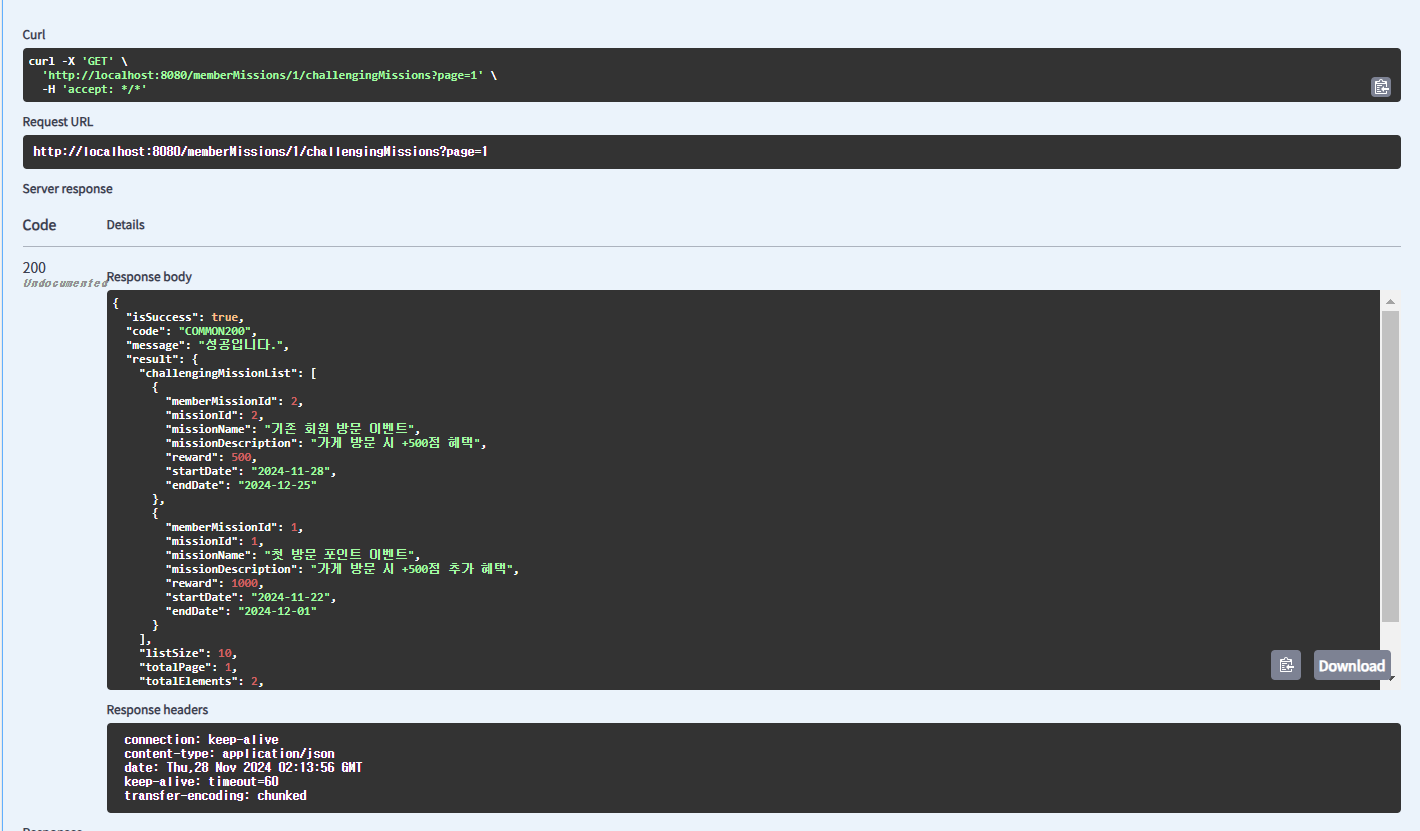 Curl
curl -X 'GET' \
'http://localhost:8080/memberMissions/1/challengingMissions?page=1' \
-H 'accept: */*'
Request URL
http://localhost:8080/memberMissions/1/challengingMissions?page=1
Server response
Code Details
200
Undocumented
Response body
{
"isSuccess": true,
"code": "COMMON200",
"message": "성공입니다.",
"result": {
"challengingMissionList": [
{
"memberMissionId": 2,
"missionId": 2,
"missionName": "기존 회원 방문 이벤트",
"missionDescription": "가게 방문 시 +500점 혜택",
"reward": 500,
"startDate": "2024-11-28",
"endDate": "2024-12-25"
},
{
"memberMissionId": 1,
"missionId": 1,
"missionName": "첫 방문 포인트 이벤트",
"missionDescription": "가게 방문 시 +500점 추가 혜택",
"reward": 1000,
"startDate": "2024-11-22",
"endDate": "2024-12-01"
}
],
"listSize": 10,
"totalPage": 1,
"totalElements": 2,
Download
Response headers
connection: keep-alive
content-type: application/json
date: Thu,28 Nov 2024 02:13:56 GMT
keep-alive: timeout=60
transfer-encoding: chunked
Responses